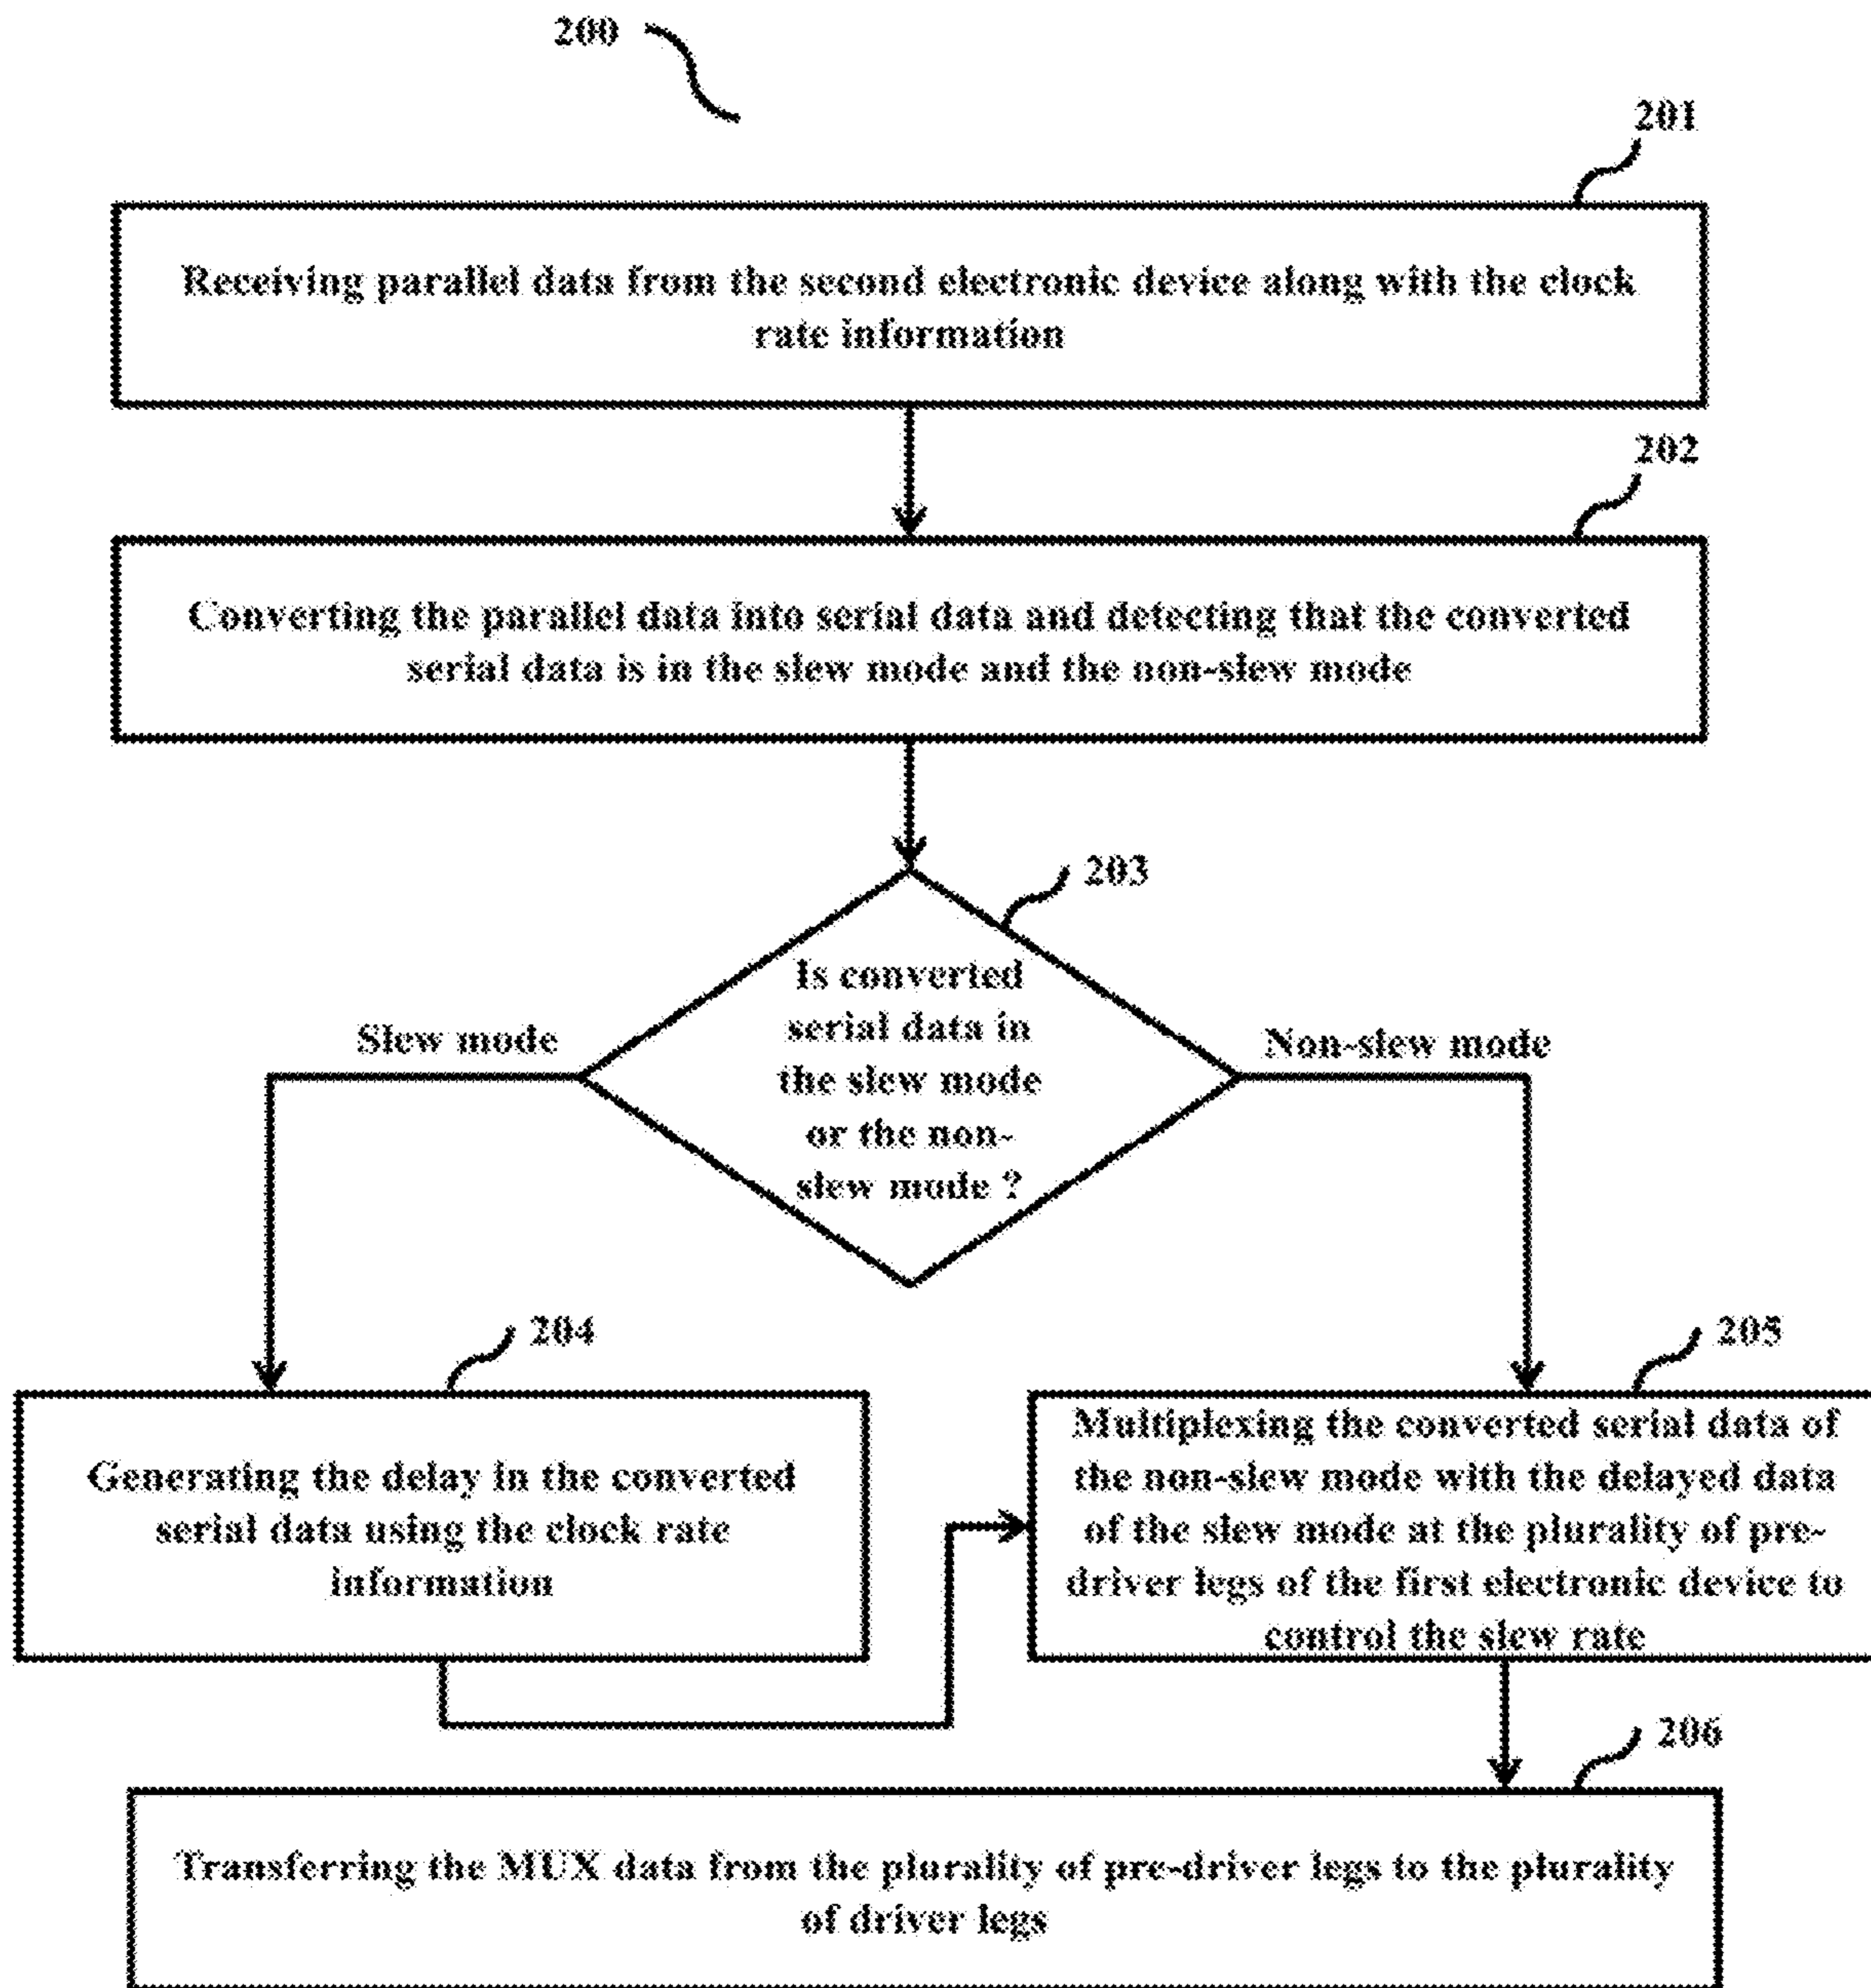 200
201
Receiving parallel data from the second electronic device along with the clock
rate information
202
Converting the parallel data into serial data and detecting that the converted
serial data is in the slew mode and the non-slew mode
203
Is converted
serial data in
the slew mode
or the non-
slew mode ?
Slew mode
Non-slew mode
204
Generating the delay in the converted
serial data using the clock rate
information
205
Multiplexing the converted serial data of
the non-slew mode with the delayed data
of the slew mode at the plurality of pre-
driver legs of the first electronic device to
control the slew rate
206
Transferring the MUX data from the plurality of pre-driver legs to the plurality
of driver legs